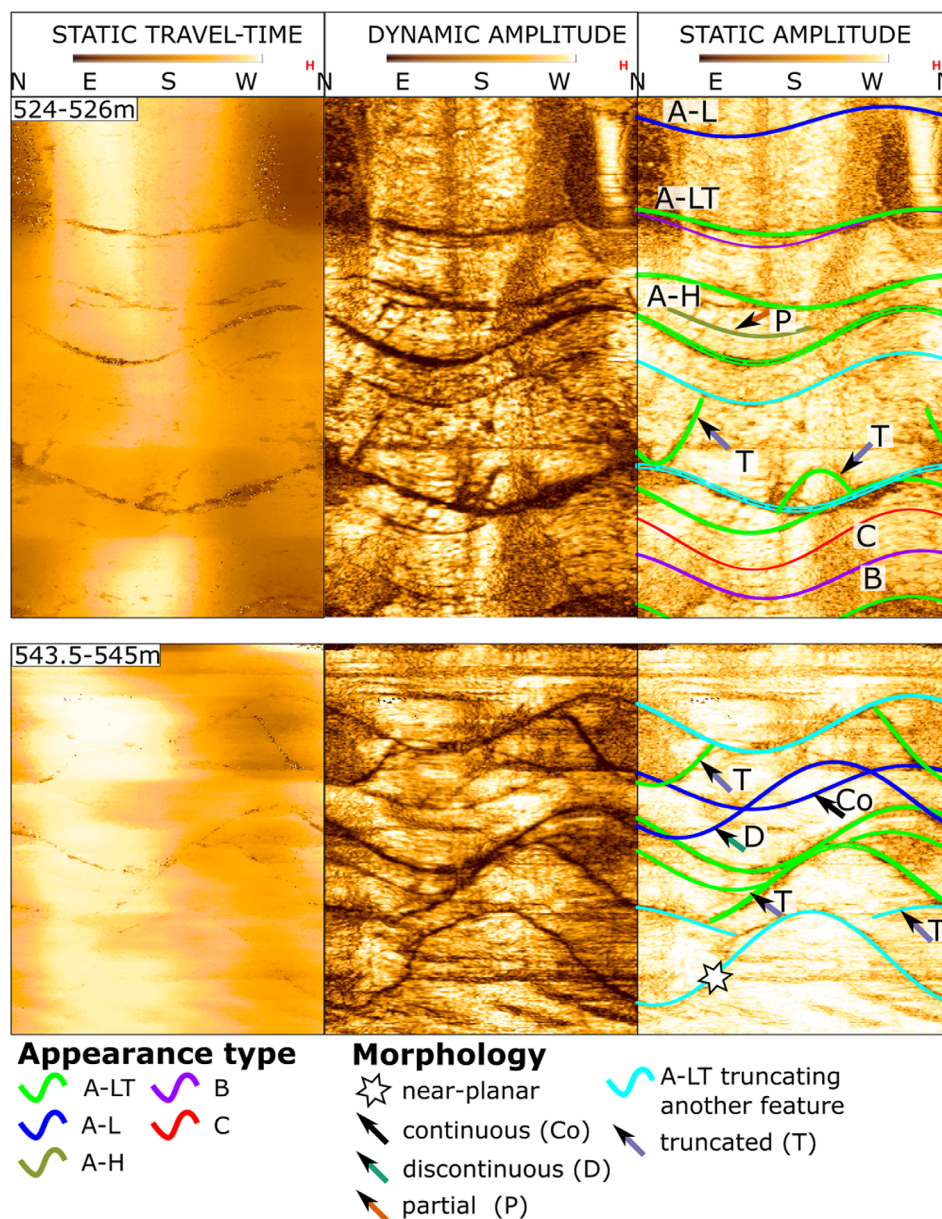 STATIC TRAVEL-TIME DYNAMIC AMPLITUDE STATIC AMPLITUDE
H H H
N E S W N E S W N E S W N
524-526m
A-L
A-LT
A-H
P
T
T
C
B
543.5-545m
T
Co
D
T
T
Appearance type
A-LT B
A-L C
A-H
Morphology
near-planar
continuous (Co)
discontinuous (D)
partial (P)
A-LT truncating
another feature
truncated (T)